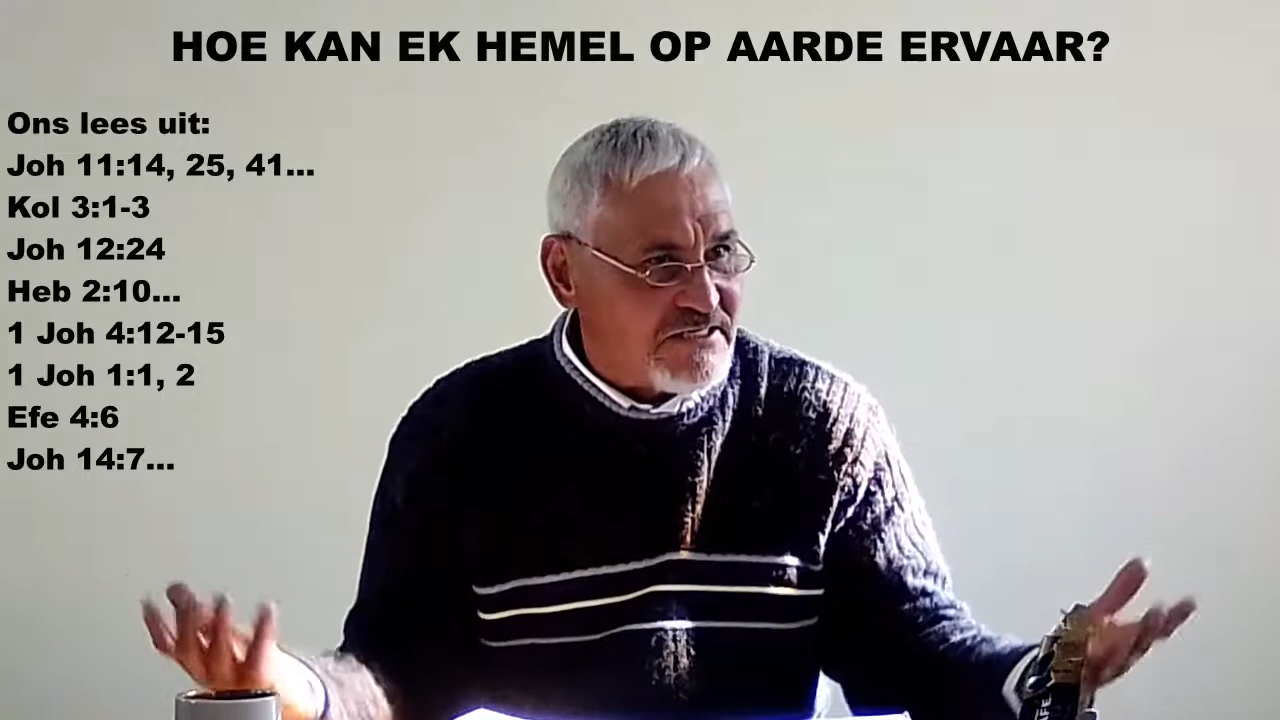 HOE KAN EK HEMEL OP AARDE ERVAAR?
Ons lees uit:
Joh 11:14, 25, 41...
Kol 3:1-3
Joh 12:24
Heb 2:10...
1 Joh 4:12-15
1 Joh 1:1, 2
Efe 4:6
Joh 14:7...